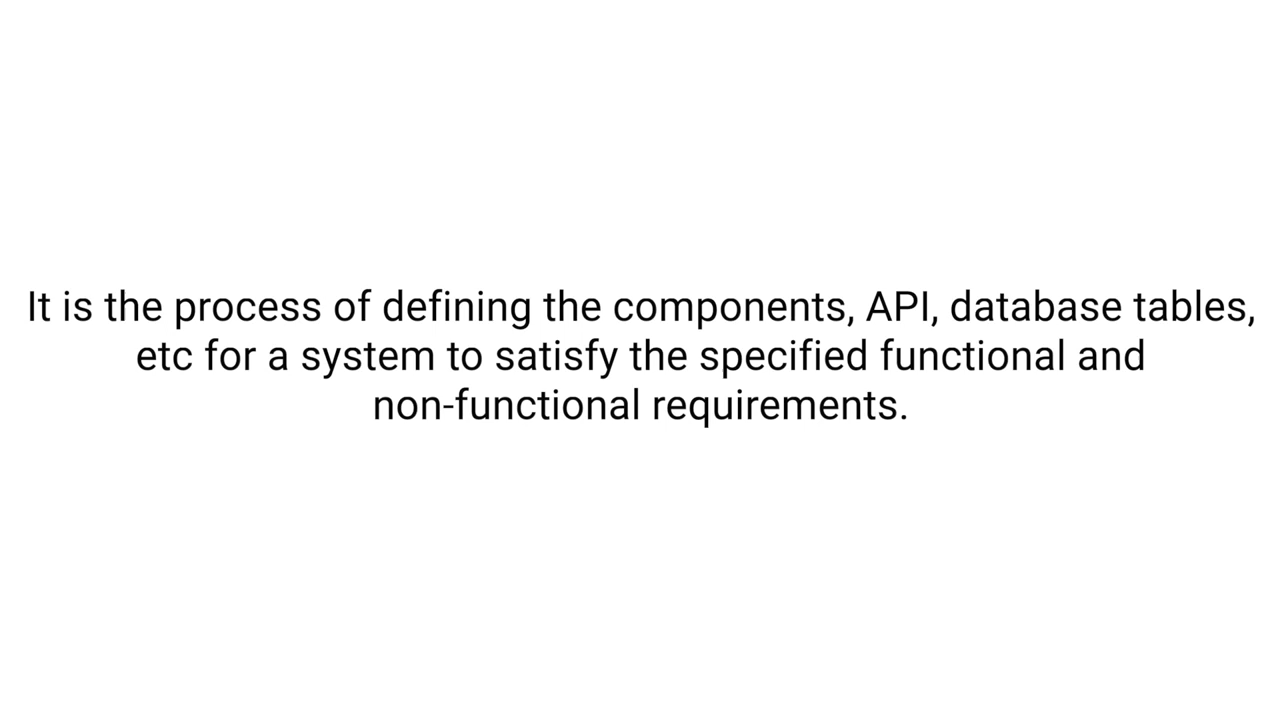 It is the process of defining the components, API, database tables,
etc for a system to satisfy the specified functional and
non-functional requirements.